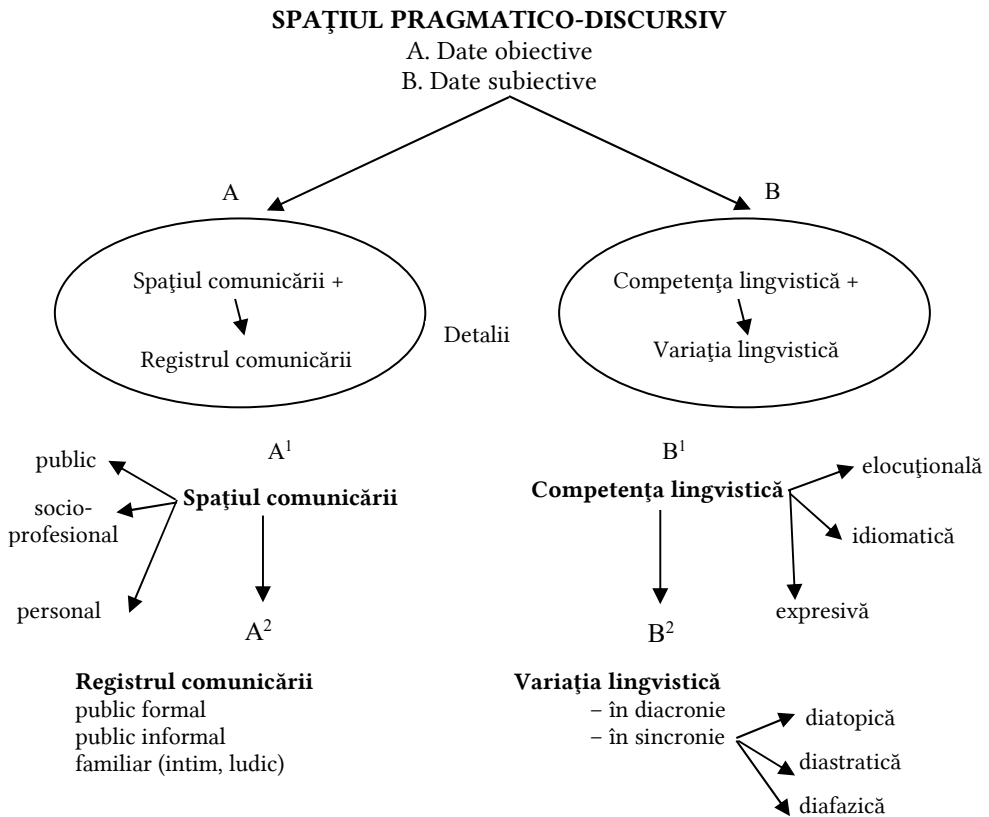 SPAŢIUL PRAGMATICO-DISCURSIV
A. Date obiective
B. Date subiective
A
B
Spaţiul comunicării +
Registrul comunicării
Detalii
Competenţa lingvistică +
Variaţia lingvistică
A¹
Spaţiul comunicării
public
socio-
profesional
personal
A²
Registrul comunicării
public formal
public informal
familiar (intim, ludic)
B¹
Competenţa lingvistică
elocuţională
idiomatică
expresivă
B²
Variaţia lingvistică
– în diacronie
– în sincronie
diatopică
diastratică
diafazică